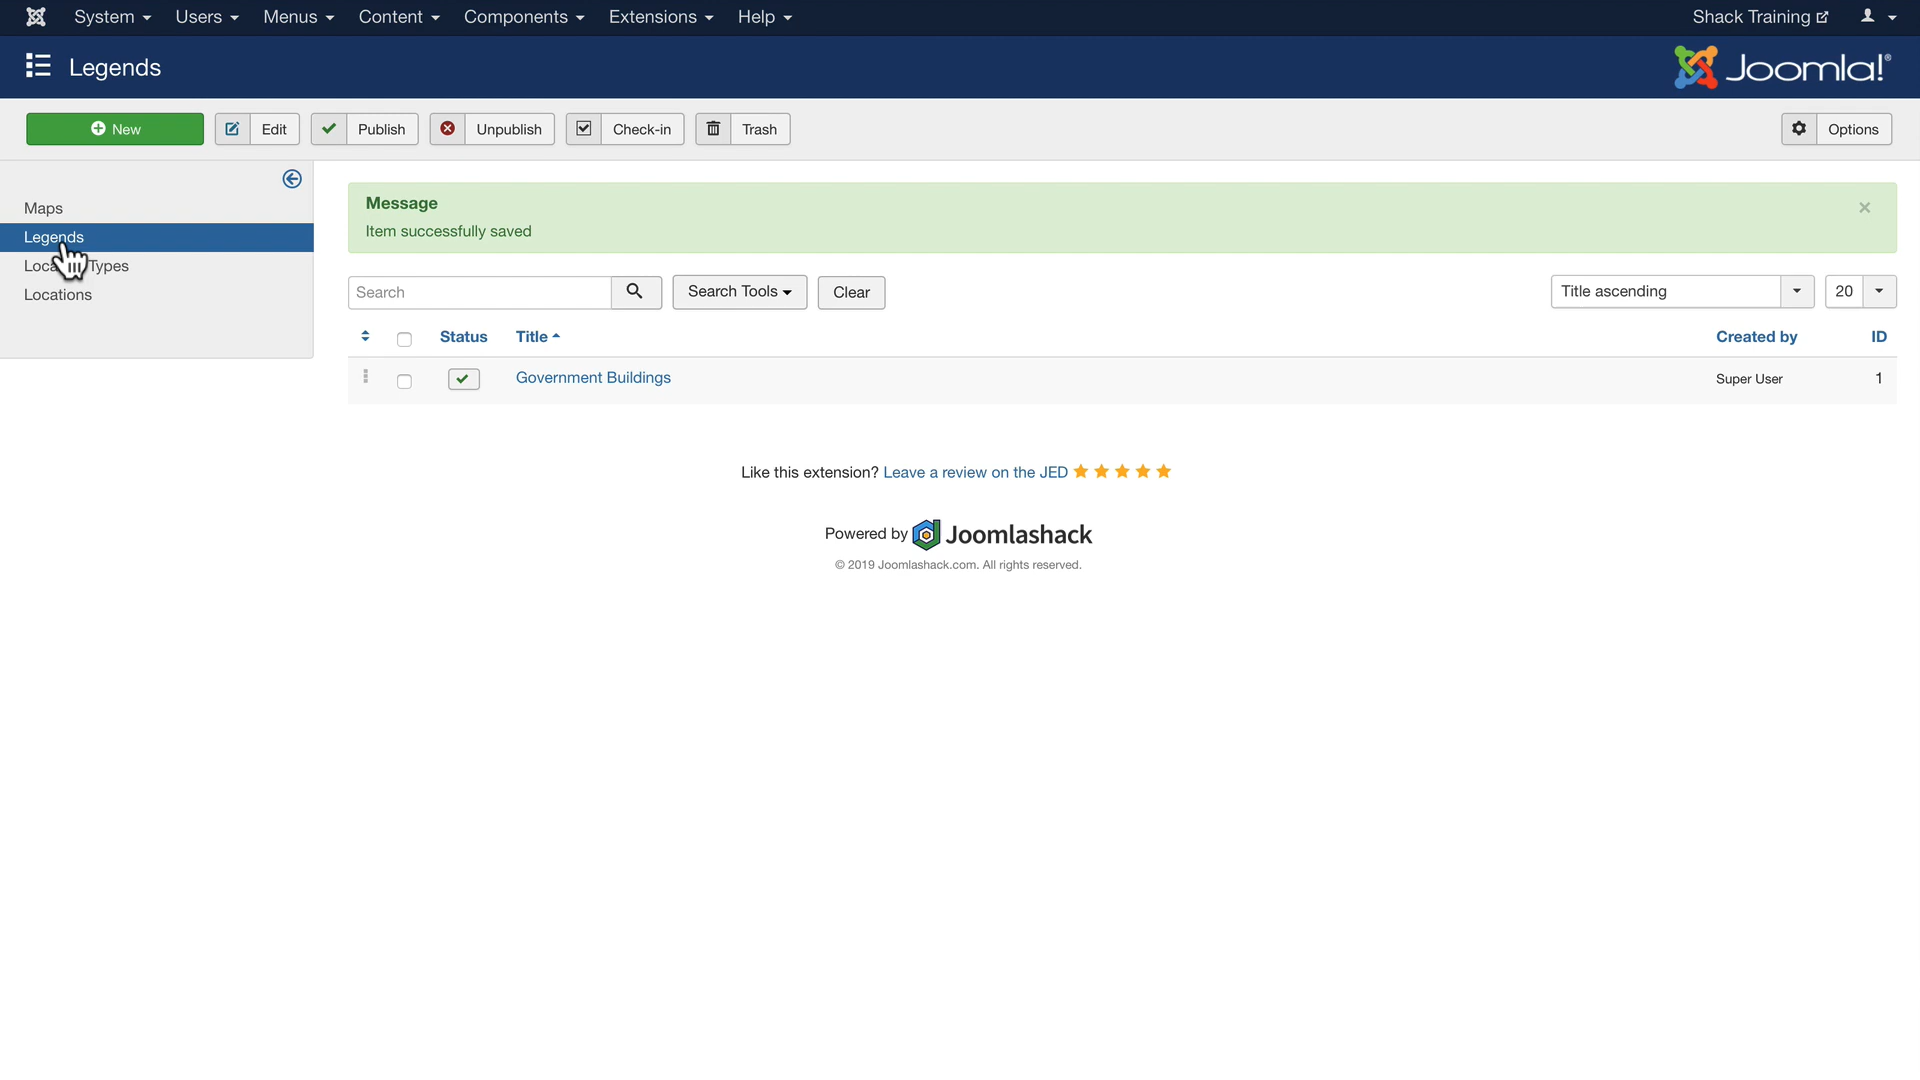 System Users Menus Content Components Extensions Help Shack Training
Legends Joomla!®
New Edit Publish Unpublish Check-in Trash Options
Maps
Legends
Types
Locations
Message
Item successfully saved
×
Search Search Tools Clear Title ascending 20
Status Title Created by ID
Government Buildings Super User 1
Like this extension? Leave a review on the JED
Powered by Joomlashack
© 2019 Joomlashack.com. All rights reserved.